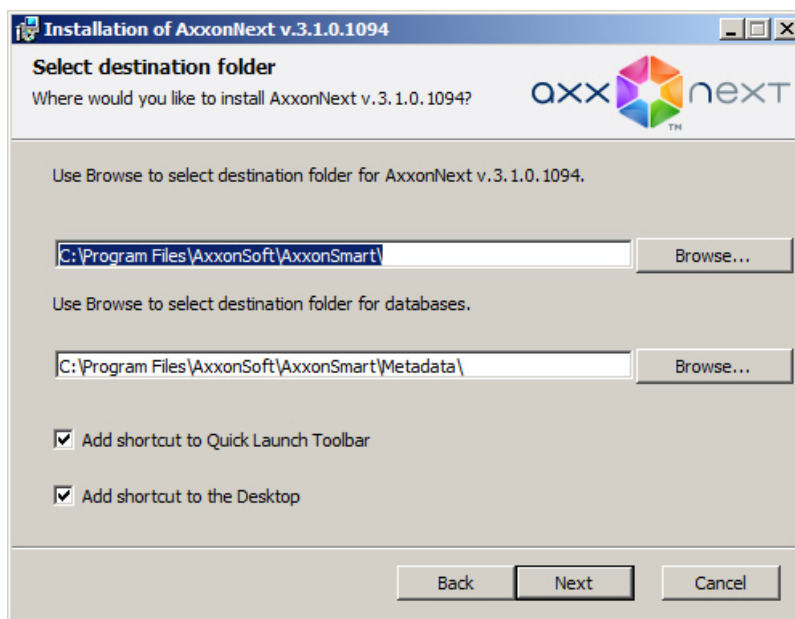 Installation of AxxonNext v.3.1.0.1094
Select destination folder
Where would you like to install AxxonNext v.3.1.0.1094?
axx next
TM
Use Browse to select destination folder for AxxonNext v.3.1.0.1094.
C:\Program Files\AxxonSoft\AxxonSmart\
Browse...
Use Browse to select destination folder for databases.
C:\Program Files\AxxonSoft\AxxonSmart\Metadata\
Browse...
Add shortcut to Quick Launch Toolbar
Add shortcut to the Desktop
Back
Next
Cancel